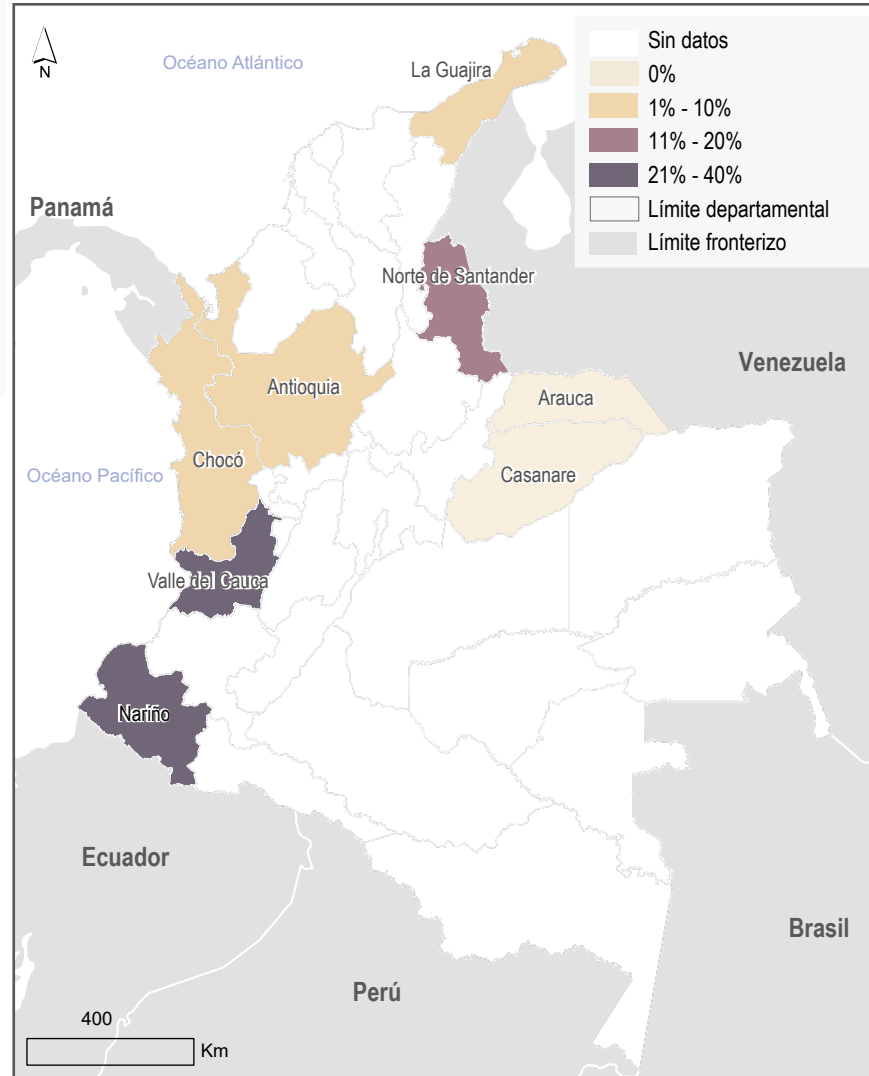 Sin datos
0%
1% - 10%
11% - 20%
21% - 40%
Límite departamental
Límite fronterizo
N
Océano Atlántico
La Guajira
Panamá
Norte de Santander
Venezuela
Antioquia
Arauca
Chocó
Casanare
Océano Pacífico
Valle del Cauca
Nariño
Ecuador
Brasil
Perú
400
Km